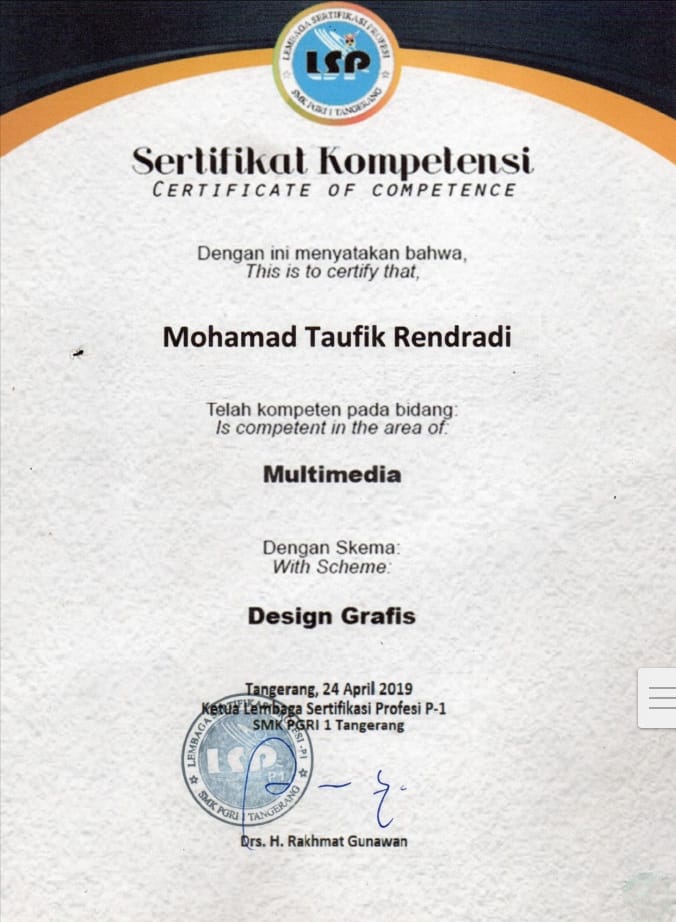 LEMBAGA SERTIFIKASI PROFESI
LSP
SMK PGRI 1 TANGERANG
Sertifikat Kompetensi
CERTIFICATE OF COMPETENCE
Dengan ini menyatakan bahwa,
This is to certify that,
Mohamad Taufik Rendradi
Telah kompeten pada bidang:
Is competent in the area of:
Multimedia
Dengan Skema:
With Scheme:
Design Grafis
Tangerang, 24 April 2019
Ketua Lembaga Sertifikasi Profesi P-1
SMK PGRI 1 Tangerang
LEMBAGA SERTIFIKASI PROFESI -P1
LSP
P1
SMK PGRI 1 TANGERANG
Drs. H. Rakhmat Gunawan